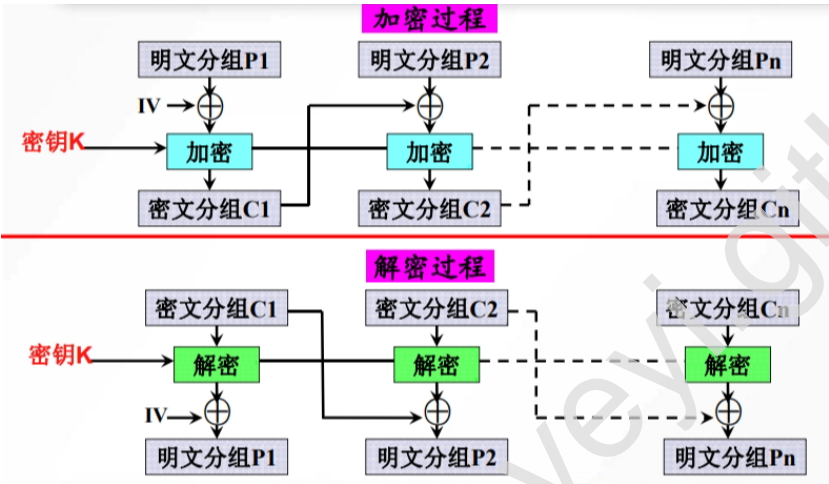 加密过程
明文分组P1 明文分组P2 明文分组Pn
IV
密钥K 加密 加密 加密
密文分组C1 密文分组C2 密文分组Cn
解密过程
密文分组C1 密文分组C2 密文分组Cn
密钥K 解密 解密 解密
IV
明文分组P1 明文分组P2 明文分组Pn